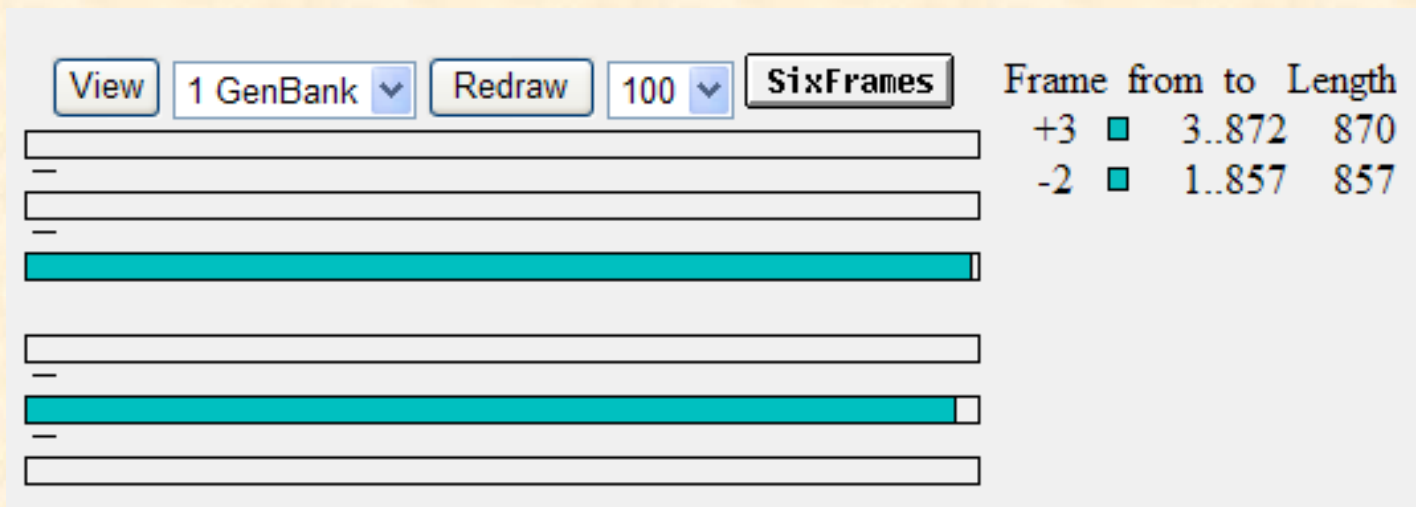 View 1 GenBank Redraw 100 SixFrames
Frame from to Length
+3 3..872 870
-2 1..857 857